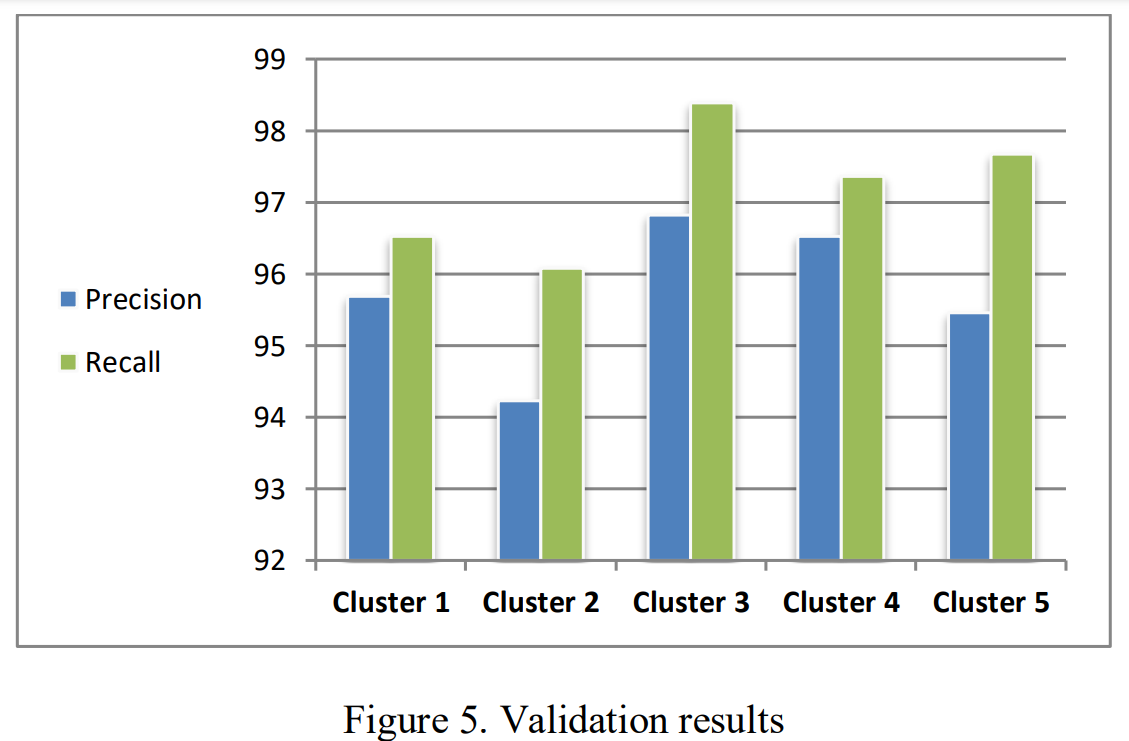 99
98
97
96
95
94
93
92
Precision
Recall
Cluster 1 Cluster 2 Cluster 3 Cluster 4 Cluster 5
Figure 5. Validation results